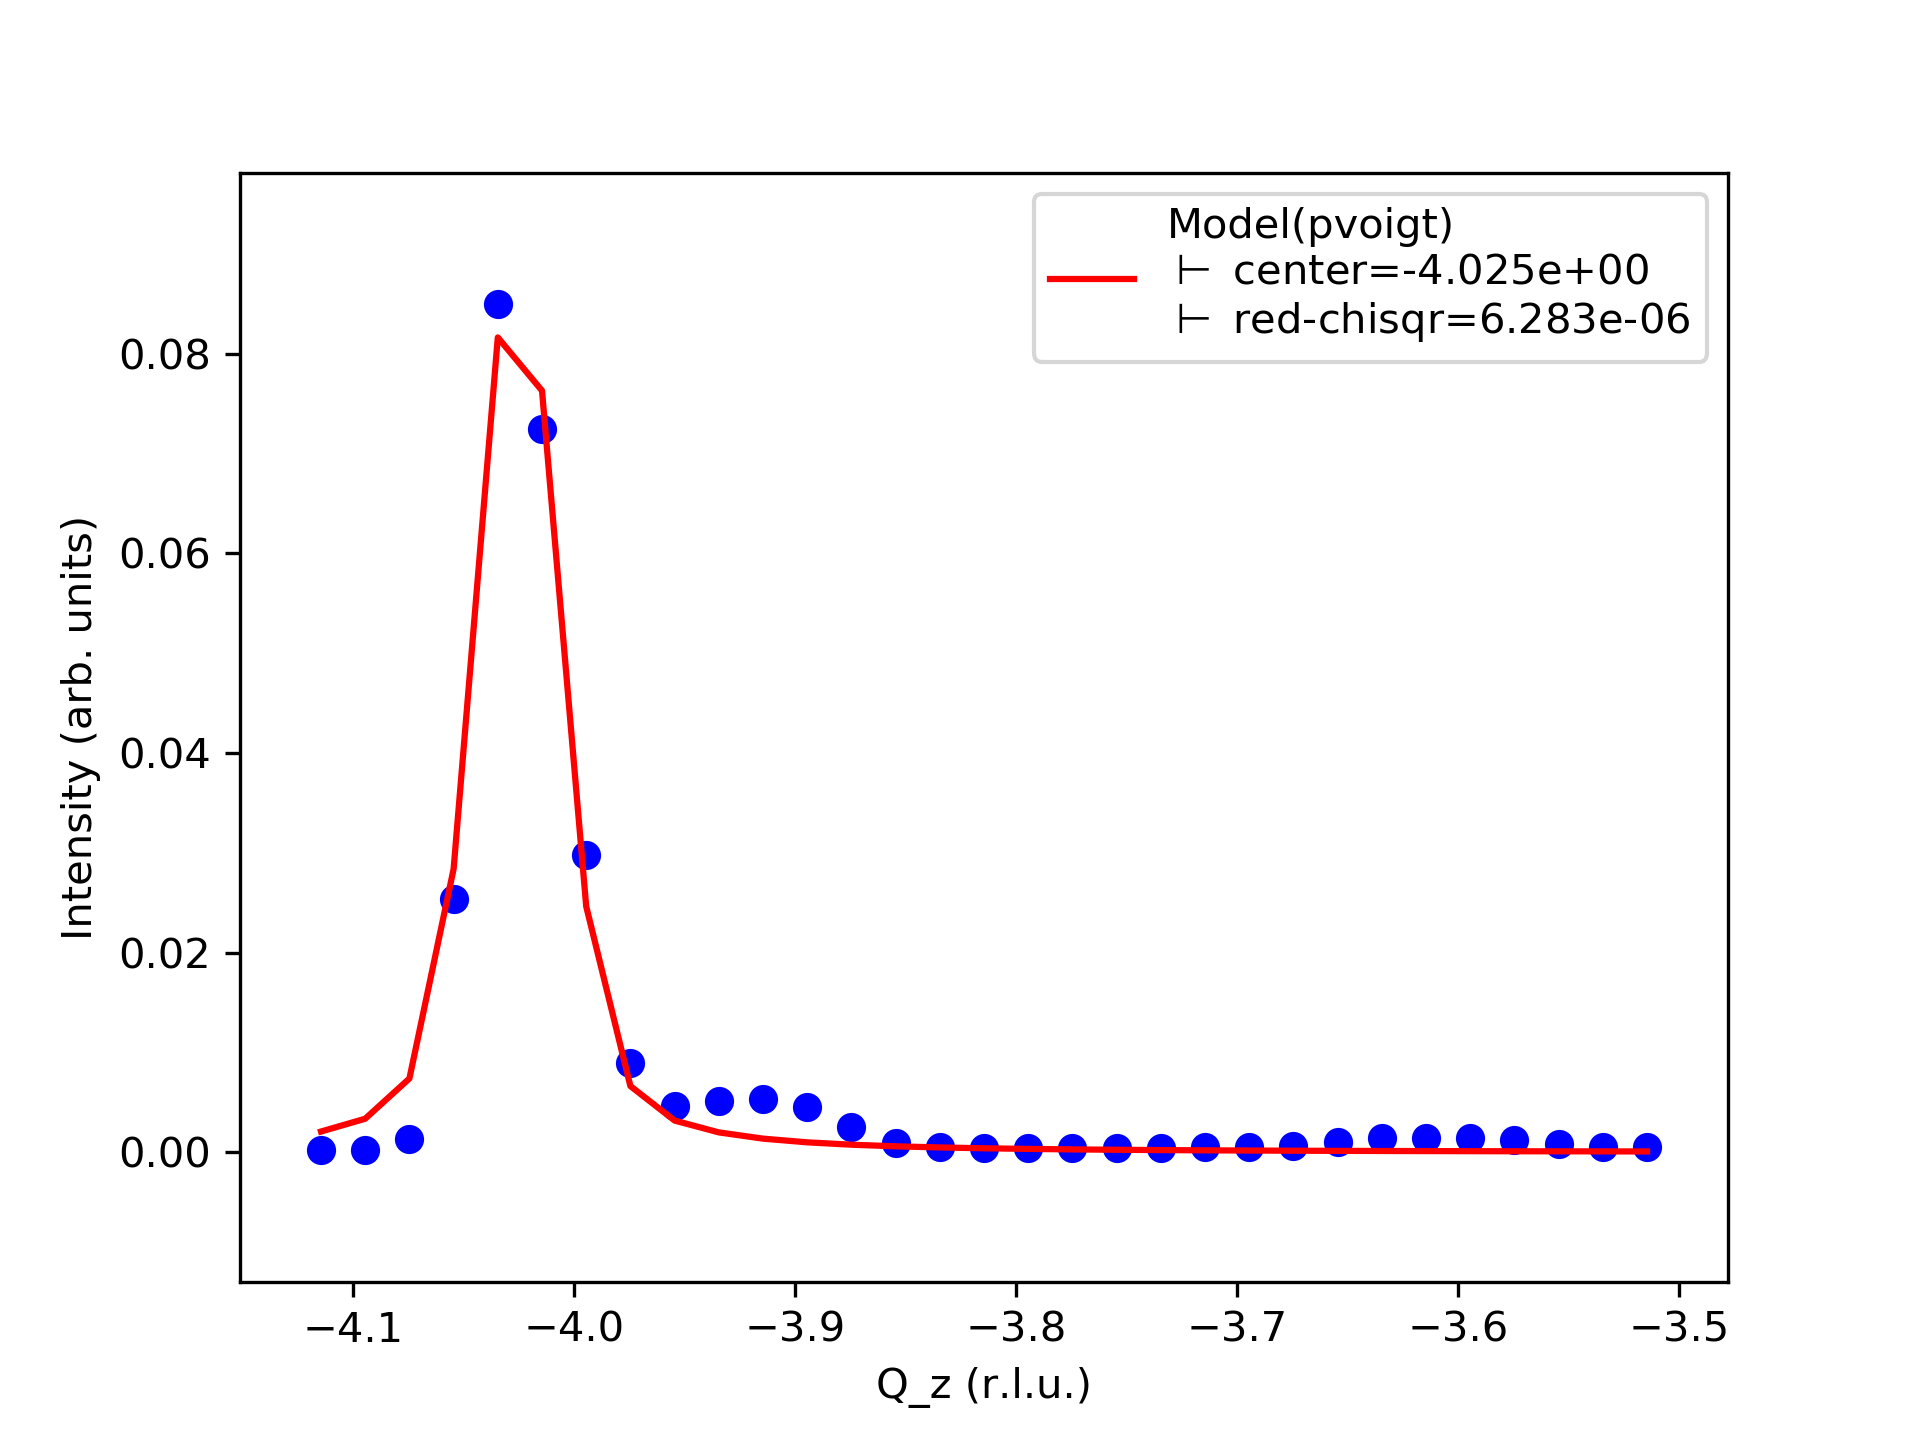 Model(pvoigt)
⊢ center=-4.025e+00
⊢ red-chisqr=6.283e-06
0.08
0.06
0.04
0.02
0.00
Intensity (arb. units)
−4.1 −4.0 −3.9 −3.8 −3.7 −3.6 −3.5
Q_z (r.l.u.)